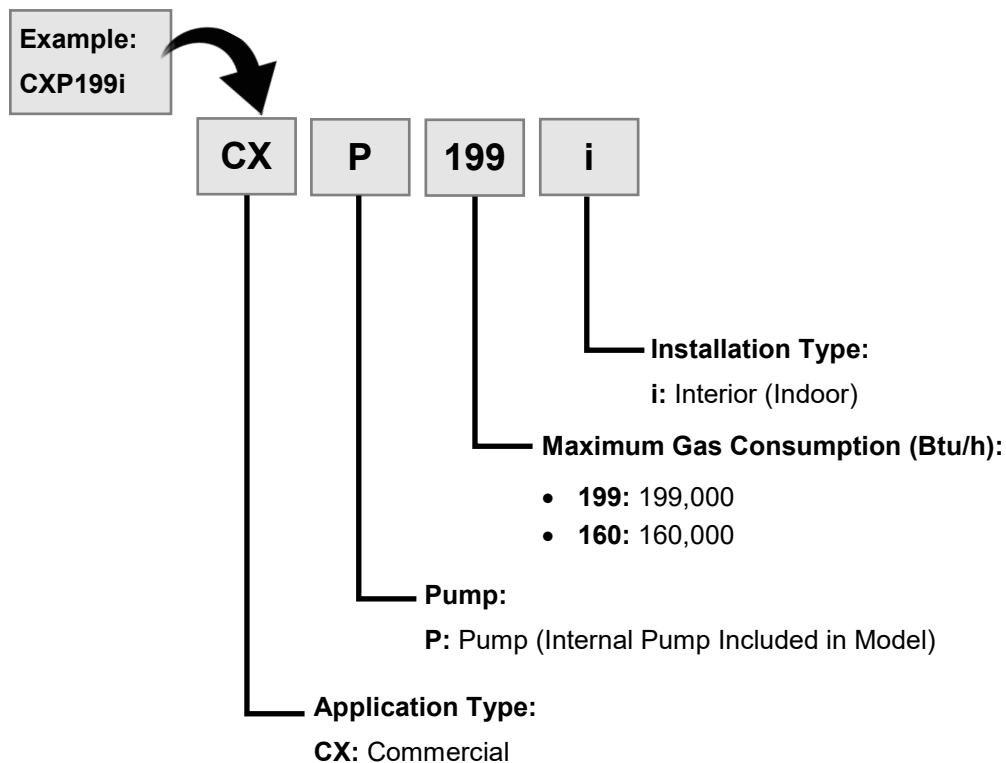 Example:
CXP199i
CX P 199 i
Installation Type:
i: Interior (Indoor)
Maximum Gas Consumption (Btu/h):
• 199: 199,000
• 160: 160,000
Pump:
P: Pump (Internal Pump Included in Model)
Application Type:
CX: Commercial